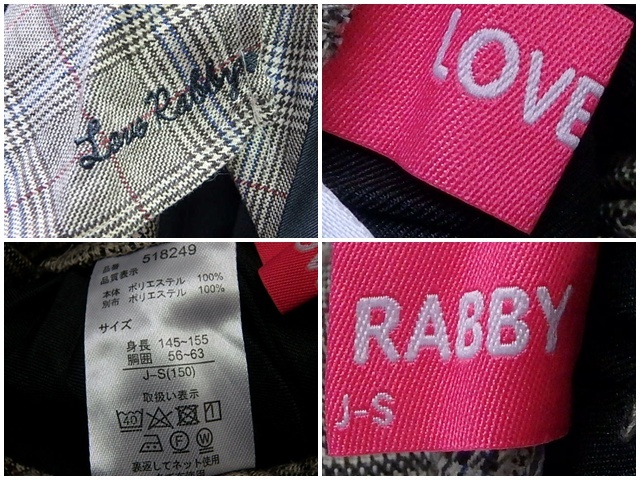 Love Rabby
LOVE
品番 518249
品質表示
本体 ポリエステル 100%
別布 ポリエステル 100%
サイズ
身長 145~155
胴囲 56~63
J-S(150)
取扱い表示
40
F
W
裏返してネット使用
RABBY
J-S